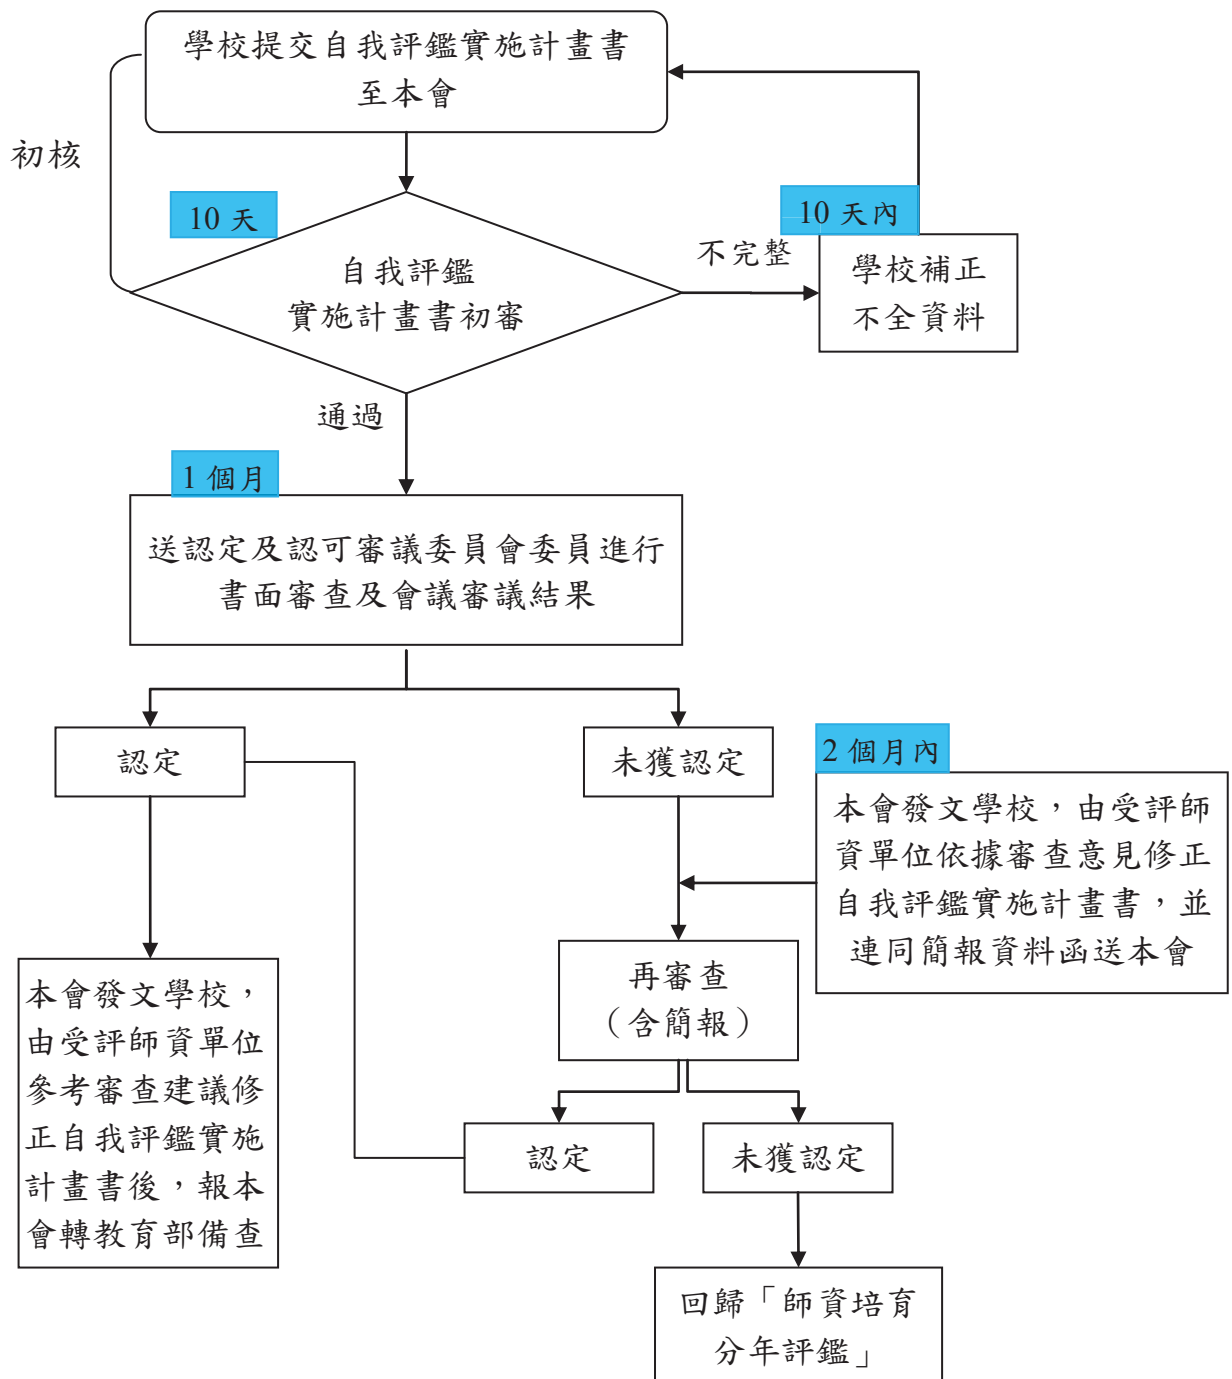 學校提交自我評鑑實施計畫書
至本會
初核
10 天
10 天內
不完整
學校補正
不全資料
自我評鑑
實施計畫書初審
通過
1 個月
送認定及認可審議委員會委員進行
書面審查及會議審議結果
認定
未獲認定
2 個月內
本會發文學校，由受評師
資單位依據審查意見修正
自我評鑑實施計畫書，並
連同簡報資料函送本會
本會發文學校，
由受評師資單位
參考審查建議修
正自我評鑑實施
計畫書後，報本
會轉教育部備查
再審查
（含簡報）
認定
未獲認定
回歸「師資培育
分年評鑑」